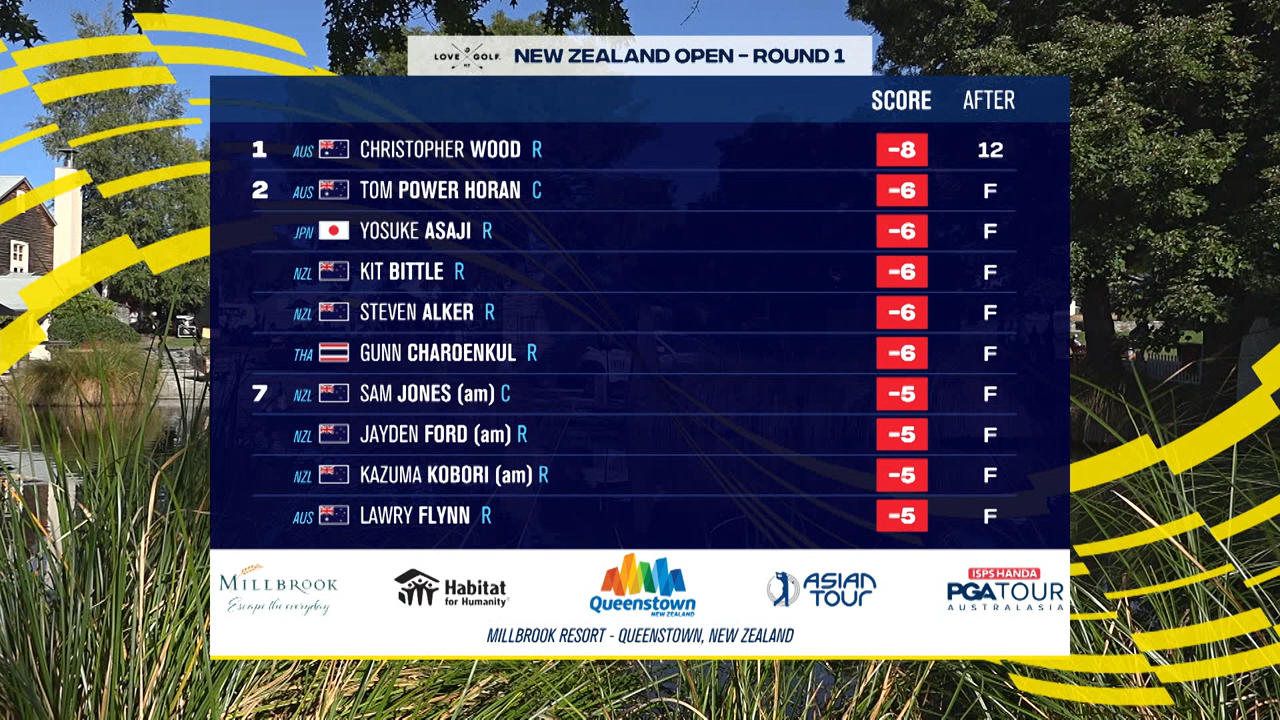 LOVE GOLF. NEW ZEALAND OPEN – ROUND 1
SCORE AFTER
1 AUS CHRISTOPHER WOOD R -8 12
2 AUS TOM POWER HORAN C -6 F
JPN YOSUKE ASAJI R -6 F
NZL KIT BITTLE R -6 F
NZL STEVEN ALKER R -6 F
THA GUNN CHAROENKUL R -6 F
7 NZL SAM JONES (am) C -5 F
NZL JAYDEN FORD (am) R -5 F
NZL KAZUMA KOBORI (am) R -5 F
AUS LAWRY FLYNN R -5 F
MILLBROOK
Escape the everyday
Habitat
for Humanity®
Queenstown
NEW ZEALAND
ASIAN
TOUR
ISPS HANDA
PGA TOUR
AUSTRALASIA
MILLBROOK RESORT - QUEENSTOWN, NEW ZEALAND